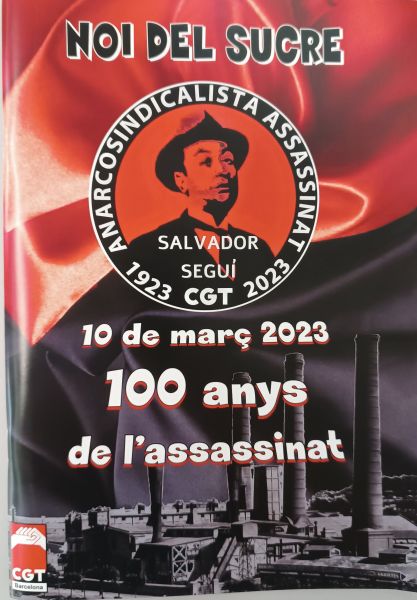 NOI DEL SUCRE
ANARCOSINDICALISTA ASSASSINAT
SALVADOR
SEGUÍ
1923 CGT 2023
10 de març 2023
100 anys
de l'assassinat
CGT
Barcelona